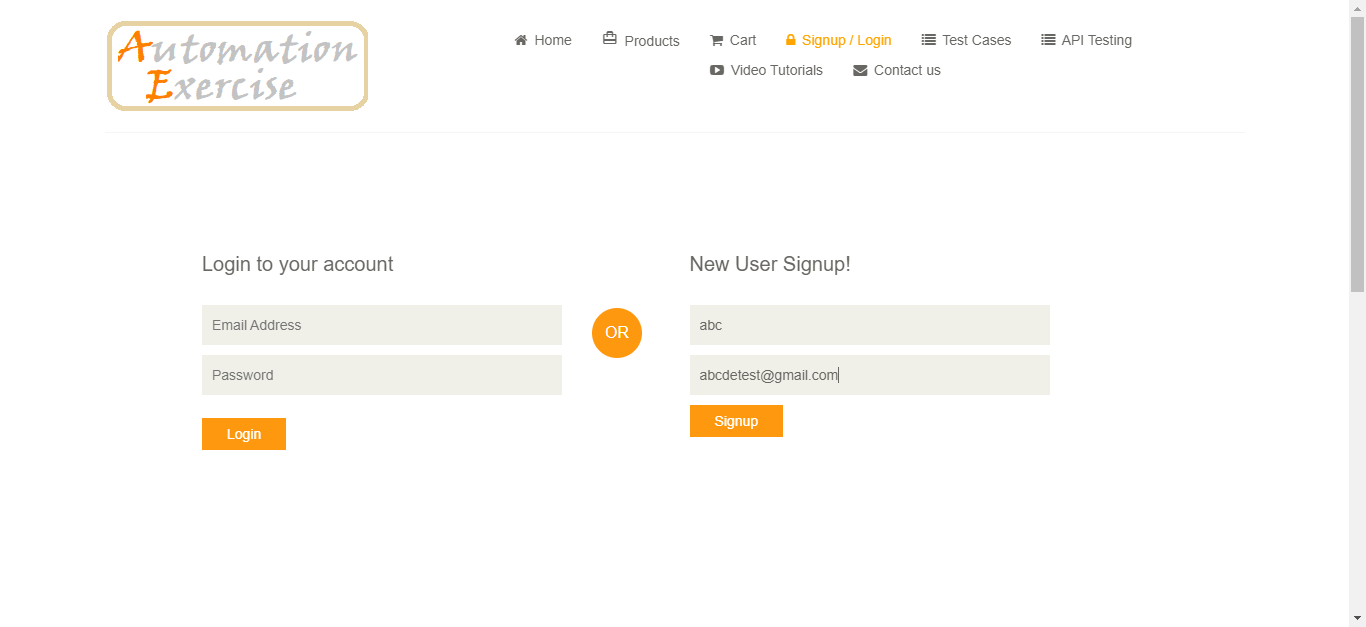 Automation
Exercise
Home Products Cart Signup / Login Test Cases API Testing
Video Tutorials Contact us
Login to your account
Email Address
Password
Login
OR
New User Signup!
abc
abcdetest@gmail.com
Signup